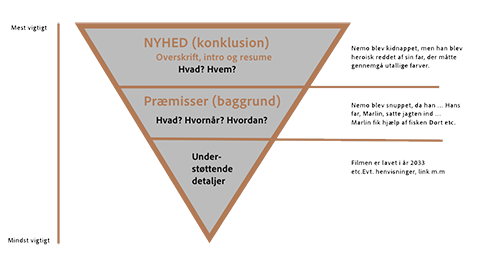 Mest vigtigt
NYHED (konklusion)
Overskrift, intro og resume
Hvad? Hvem?
Nemo blev kidnappet, men han blev
heroisk reddet af sin far, der måtte
gennemgå utallige farver.
Præmisser (baggrund)
Hvad? Hvornår? Hvordan?
Nemo blev snuppet, da han ... Hans
far, Marlin, satte jagten ind ...
Marlin fik hjælp af fisken Dort etc.
Under-
støttende
detaljer
Filmen er lavet i år 2033
etc.Evt. henvisninger, link m.m
Mindst vigtigt